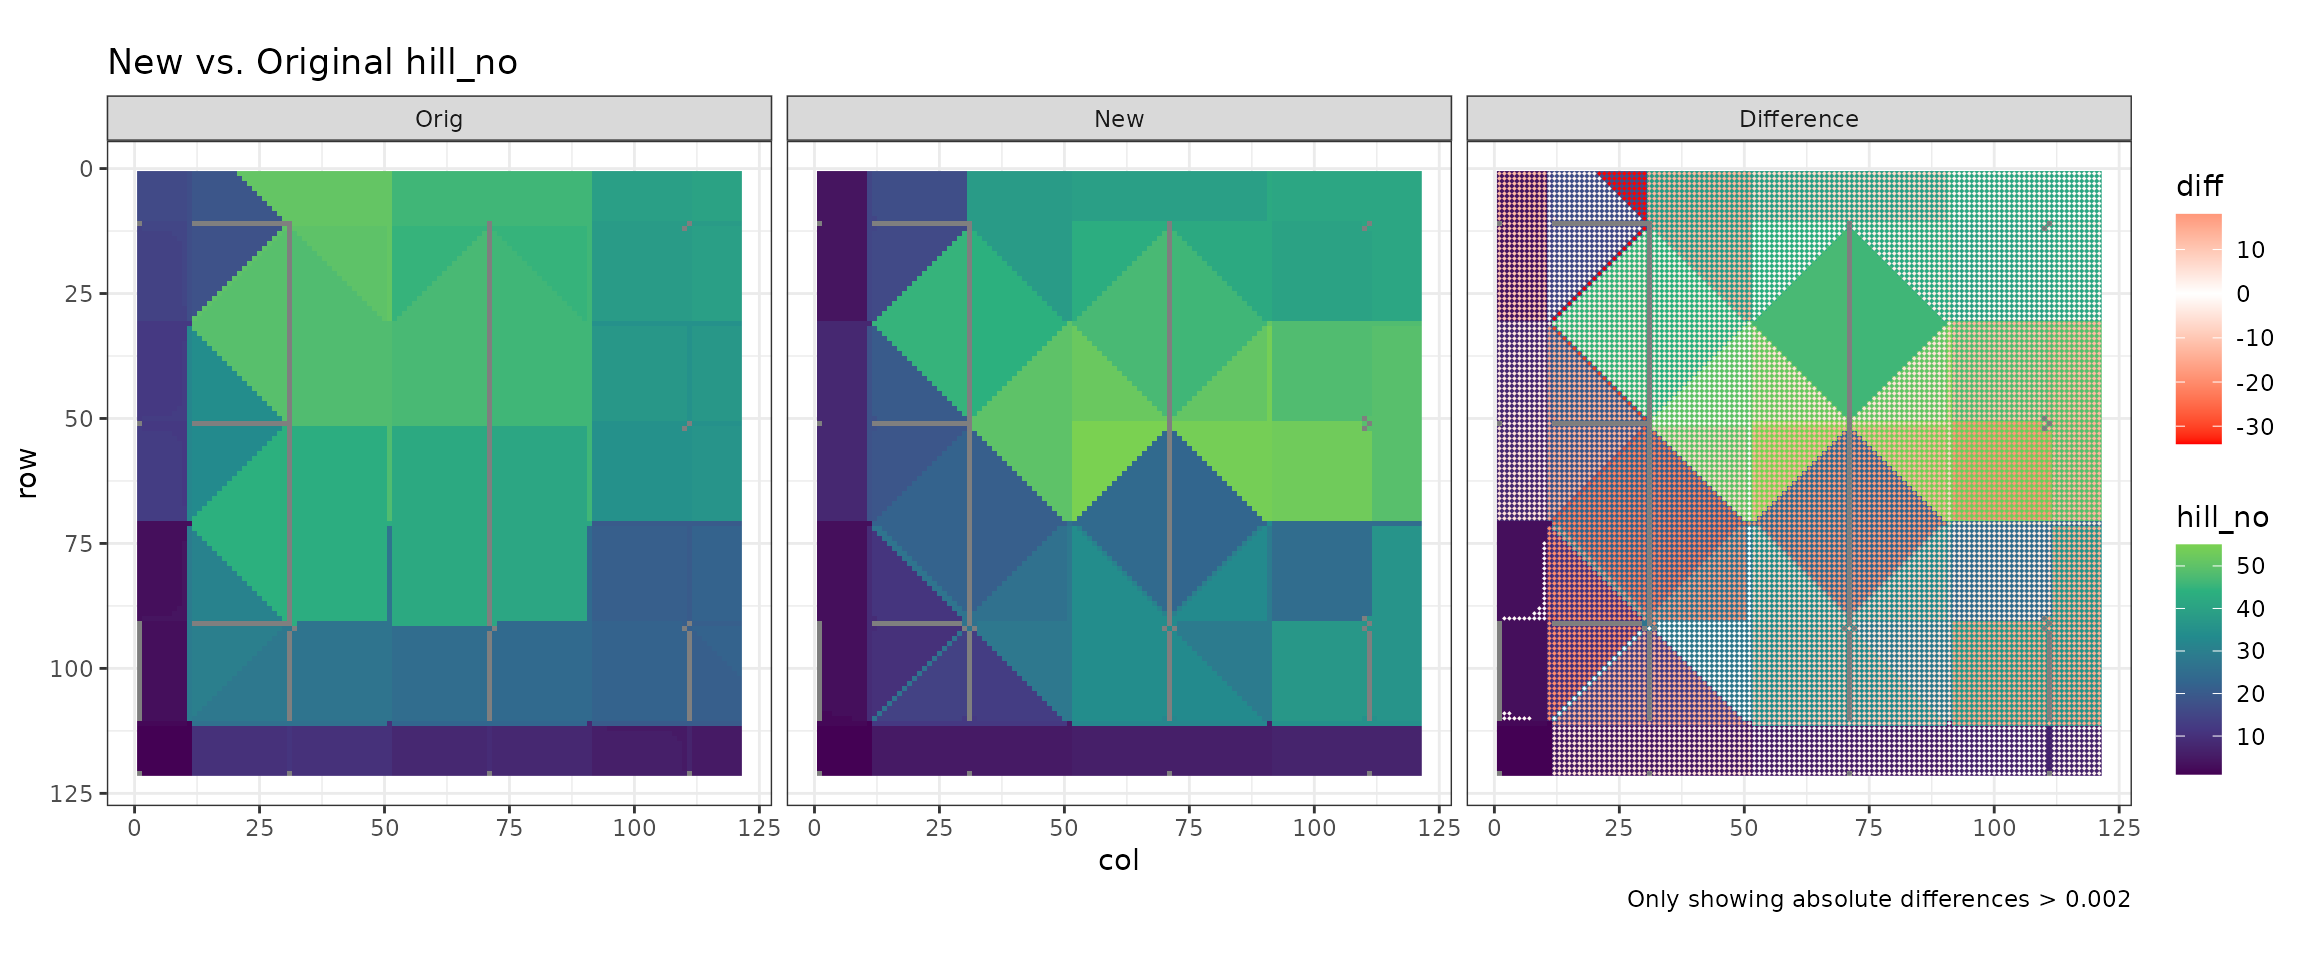 New vs. Original hill_no
Orig New Difference
0
25
50
75
100
125
row
0 25 50 75 100 125 0 25 50 75 100 125 0 25 50 75 100 125
col
diff
10
0
-10
-20
-30
hill_no
50
40
30
20
10
Only showing absolute differences > 0.002